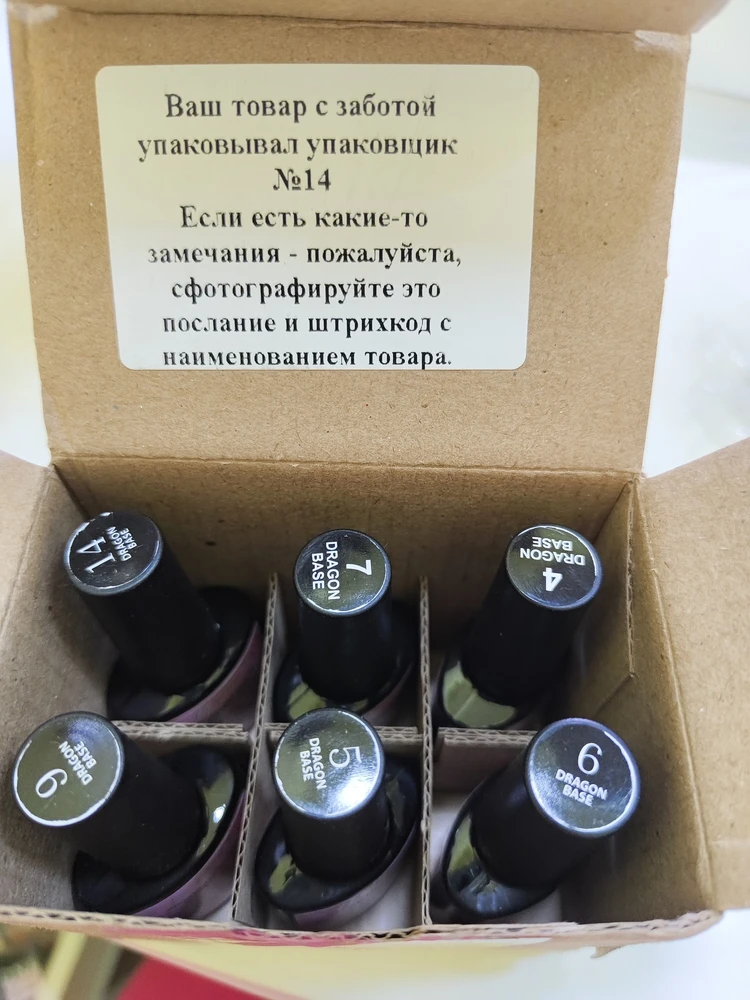 Ваш товар с заботой
упаковывал упаковщик
№14
Если есть какие-то
замечания - пожалуйста,
сфотографируйте это
послание и штрихкод с
наименованием товара.
14
DRAGON
BASE
7
DRAGON
BASE
4
DRAGON
BASE
DRAGON
BASE
5
DRAGON
BASE
6
DRAGON
BASE